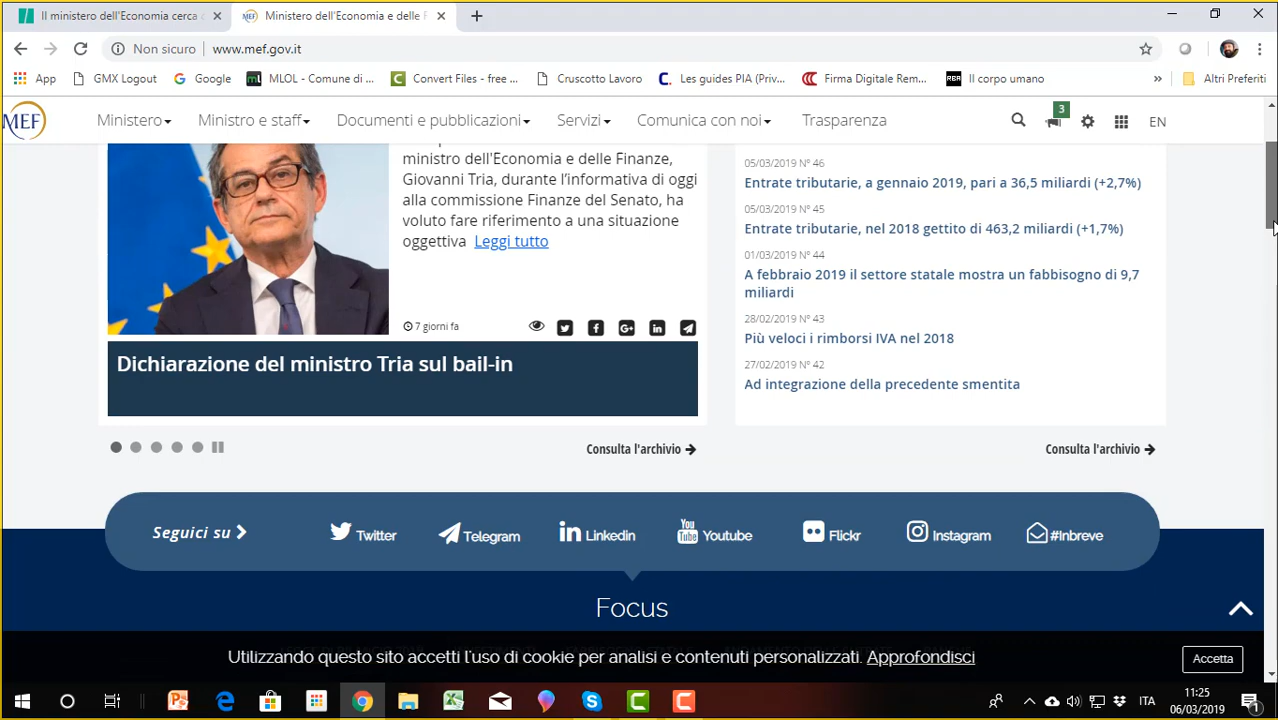 Il ministero dell'Economia cerca
Ministero dell'Economia e delle F
Non sicuro
www.mef.gov.it
App
GMX Logout
Google
MLOL - Comune di ...
Convert Files - free ...
Cruscotto Lavoro
Les guides PIA (Priv...
Firma Digitale Rem...
RBA Il corpo umano
»
Altri Preferiti
MEF
Ministero
Ministro e staff
Documenti e pubblicazioni
Servizi
Comunica con noi
Trasparenza
3
EN
ministro dell'Economia e delle Finanze,
Giovanni Tria, durante l'informativa di oggi
alla commissione Finanze del Senato, ha
voluto fare riferimento a una situazione
oggettiva Leggi tutto
7 giorni fa
Dichiarazione del ministro Tria sul bail-in
Consulta l'archivio
05/03/2019 N° 46
Entrate tributarie, a gennaio 2019, pari a 36,5 miliardi (+2,7%)
05/03/2019 N° 45
Entrate tributarie, nel 2018 gettito di 463,2 miliardi (+1,7%)
01/03/2019 N° 44
A febbraio 2019 il settore statale mostra un fabbisogno di 9,7
miliardi
28/02/2019 N° 43
Più veloci i rimborsi IVA nel 2018
27/02/2019 N° 42
Ad integrazione della precedente smentita
Consulta l'archivio
Seguici su
Twitter
Telegram
Linkedin
Youtube
Flickr
Instagram
#Inbreve
Focus
Utilizzando questo sito accetti l'uso di cookie per analisi e contenuti personalizzati. Approfondisci
Accetta
ITA
11:25
06/03/2019
1